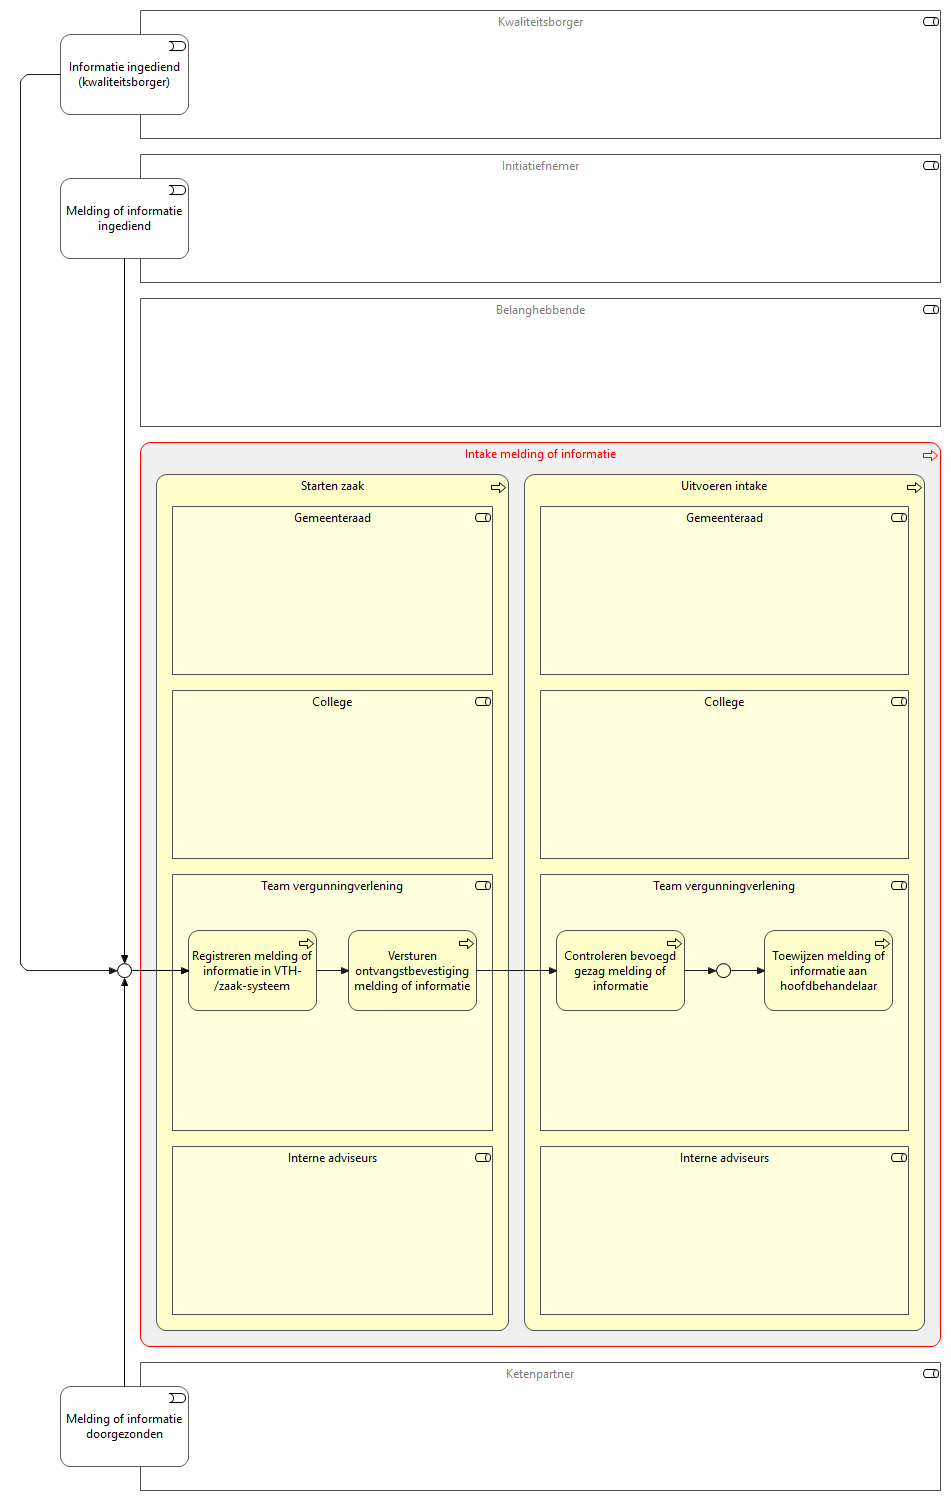 Kwaliteitsborger
Informatie ingediend
(kwaliteitsborger)
Initiatiefnemer
Melding of informatie
ingediend
Belanghebbende
Intake melding of informatie
Starten zaak
Gemeenteraad
College
Team vergunningverlening
Registreren melding of
informatie in VTH-
/zaak-systeem
Versturen
ontvangstbevestiging
melding of informatie
Interne adviseurs
Uitvoeren intake
Gemeenteraad
College
Team vergunningverlening
Controleren bevoegd
gezag melding of
informatie
Toewijzen melding of
informatie aan
hoofdbehandelaar
Interne adviseurs
Ketenpartner
Melding of informatie
doorgezonden